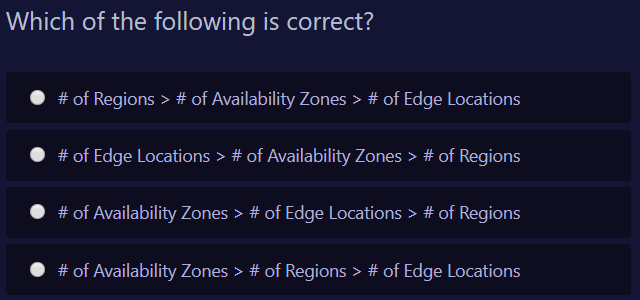 Which of the following is correct?
# of Regions > # of Availability Zones > # of Edge Locations
# of Edge Locations > # of Availability Zones > # of Regions
# of Availability Zones > # of Edge Locations > # of Regions
# of Availability Zones > # of Regions > # of Edge Locations